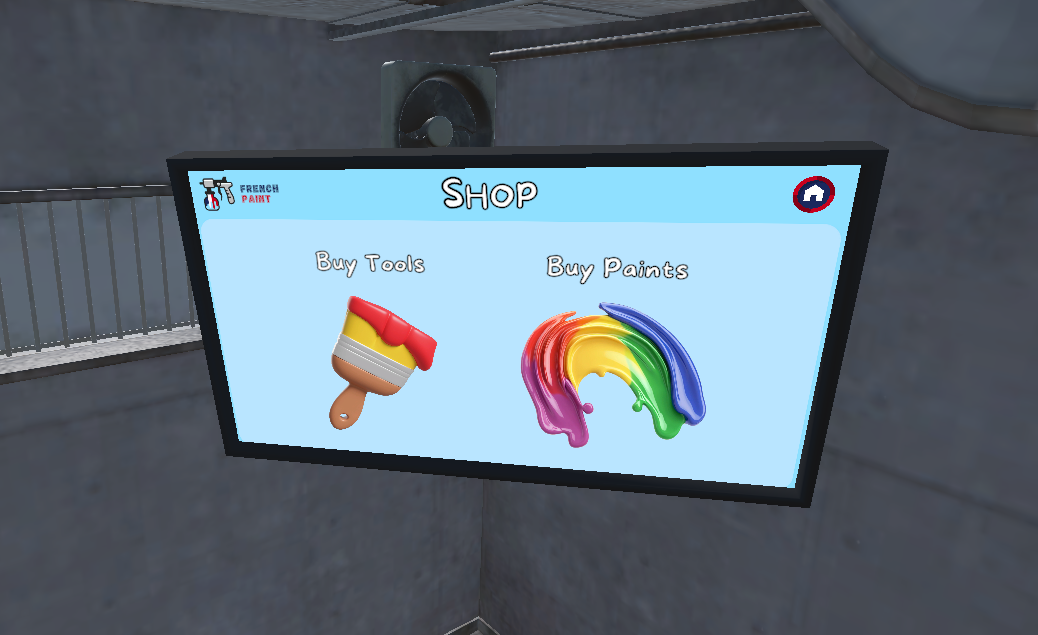 FRENCH
PAINT
SHOP
Buy Tools
Buy Paints